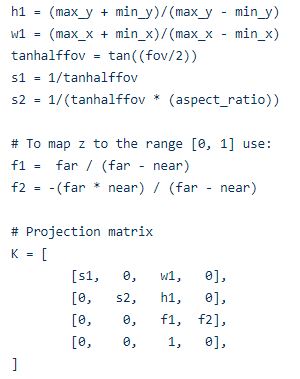 h1 = (max_y + min_y)/(max_y - min_y)
w1 = (max_x + min_x)/(max_x - min_x)
tanhalffov = tan((fov/2))
s1 = 1/tanhalffov
s2 = 1/(tanhalffov * (aspect_ratio))

# To map z to the range [0, 1] use:
f1 =  far / (far - near)
f2 = -(far * near) / (far - near)

# Projection matrix
K = [
        [s1,   0,   w1,   0],
        [0,   s2,   h1,   0],
        [0,    0,   f1,  f2],
        [0,    0,    1,   0],
]